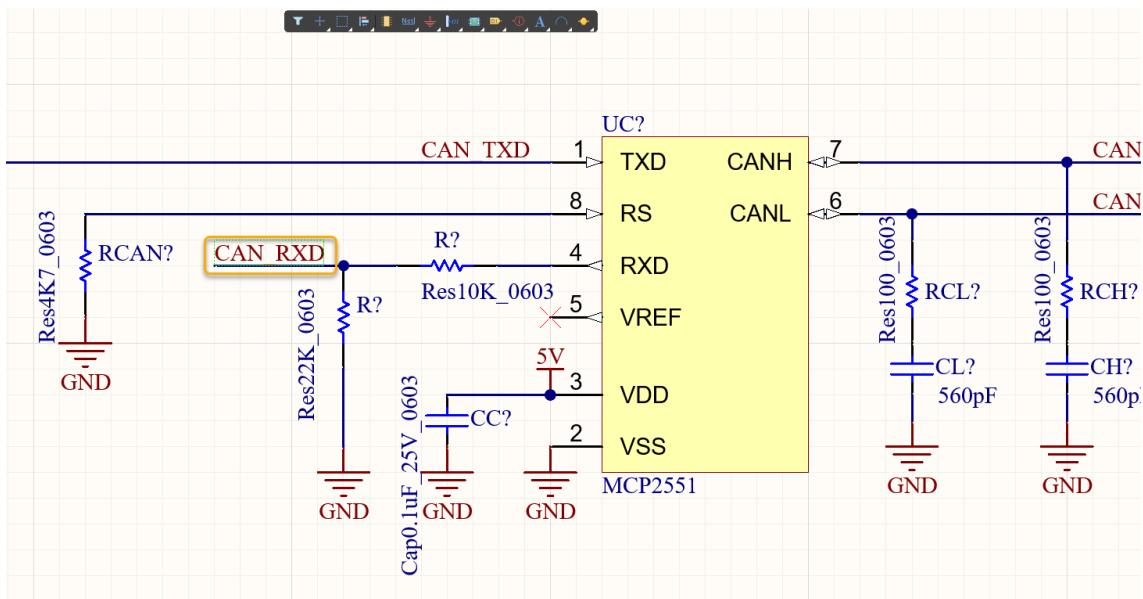 UC?
CAN_TXD
1
TXD
CANH
7
CAN
8
RS
CANL
6
CAN
Res4K7_0603
RCAN?
CAN_RXD
R?
4
RXD
Res10K_0603
Res22K_0603
R?
5
VREF
Res100_0603
RCL?
Res100_0603
RCH?
GND
5V
3
VDD
Cap0.1uF_25V_0603
CC?
CL?
560pF
CH?
560p
2
VSS
MCP2551
GND
GND
GND
GND
GND